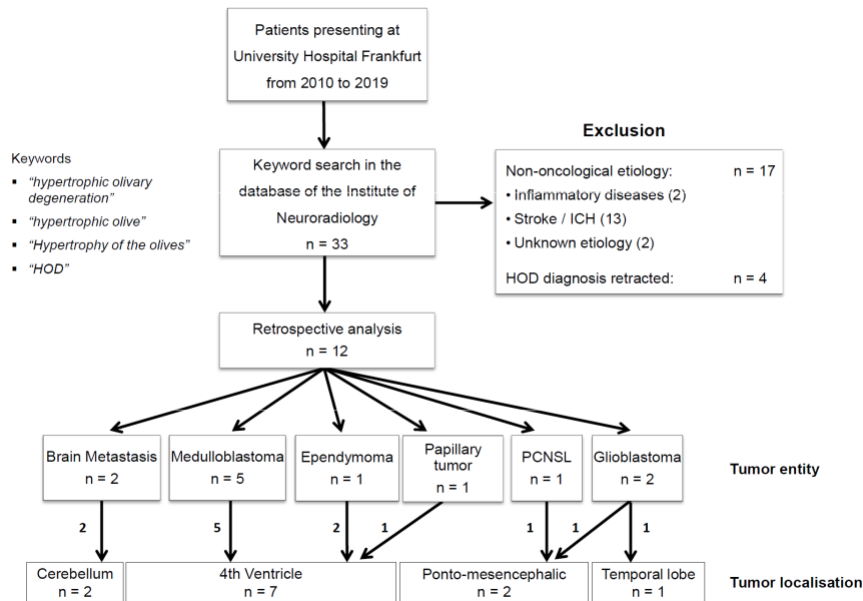 Patients presenting at
University Hospital Frankfurt
from 2010 to 2019
Exclusion
Keywords
▪ “hypertrophic olivary
degeneration”
▪ “hypertrophic olive”
▪ “Hypertrophy of the olives”
▪ “HOD”
Keyword search in the
database of the Institute of
Neuroradiology
n = 33
Non-oncological etiology: n = 17
• Inflammatory diseases (2)
• Stroke / ICH (13)
• Unknown etiology (2)
HOD diagnosis retracted: n = 4
Retrospective analysis
n = 12
Brain Metastasis
n = 2
Medulloblastoma
n = 5
Ependymoma
n = 1
Papillary
tumor
n = 1
PCNSL
n = 1
Glioblastoma
n = 2
Tumor entity
2 5 2 1 1 1 1
Cerebellum
n = 2
4th Ventricle
n = 7
Ponto-mesencephalic
n = 2
Temporal lobe
n = 1
Tumor localisation